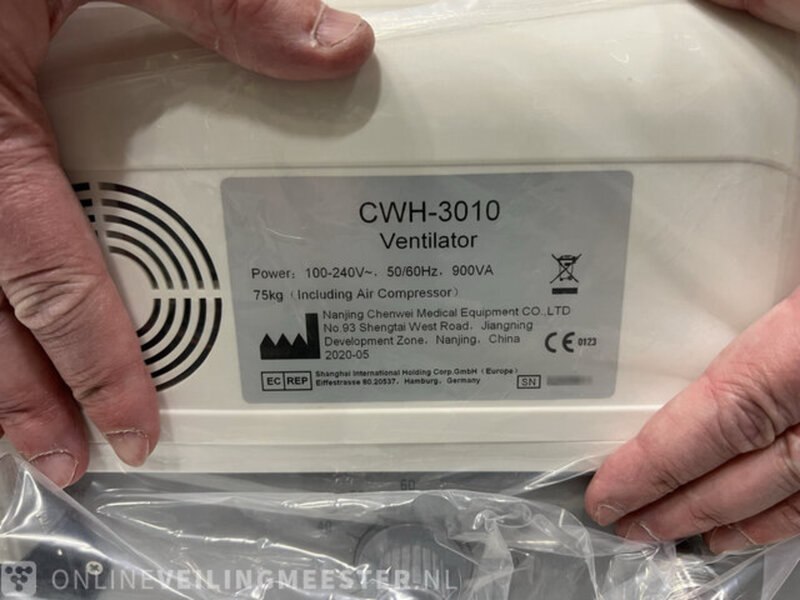 CWH-3010
Ventilator
Power: 100-240V~, 50/60Hz, 900VA
75kg (Including Air Compressor)
Nanjing Chenwei Medical Equipment CO.,LTD
No.93 Shengtai West Road, Jiangning
Development Zone, Nanjing, China
2020-05
CE 0123
EC REP
Shanghai International Holding Corp.GmbH (Europe)
Eiffestrasse 80.20537, Hamburg, Germany
SN
60
40
ONLINEVEILINGMEESTER.NL